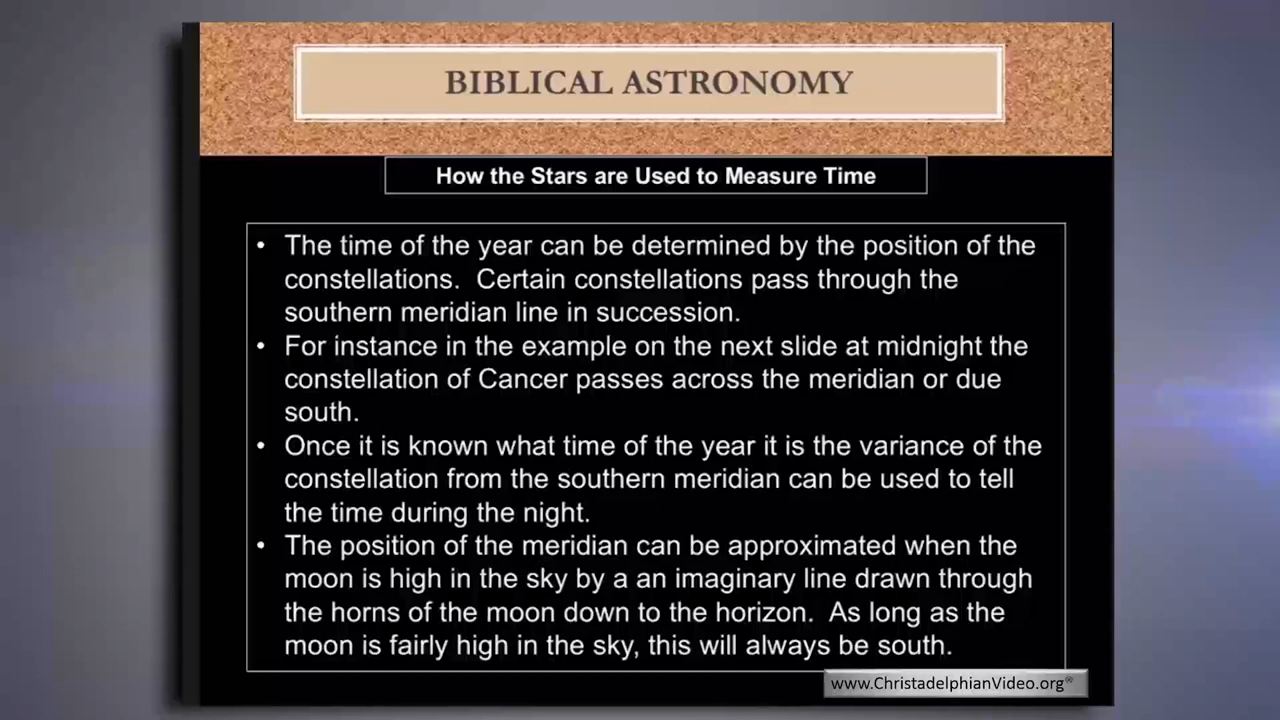 BIBLICAL ASTRONOMY
How the Stars are Used to Measure Time
• The time of the year can be determined by the position of the
constellations.  Certain constellations pass through the
southern meridian line in succession.
• For instance in the example on the next slide at midnight the
constellation of Cancer passes across the meridian or due
south.
• Once it is known what time of the year it is the variance of the
constellation from the southern meridian can be used to tell
the time during the night.
• The position of the meridian can be approximated when the
moon is high in the sky by a an imaginary line drawn through
the horns of the moon down to the horizon.  As long as the
moon is fairly high in the sky, this will always be south.
www.ChristadelphianVideo.org®